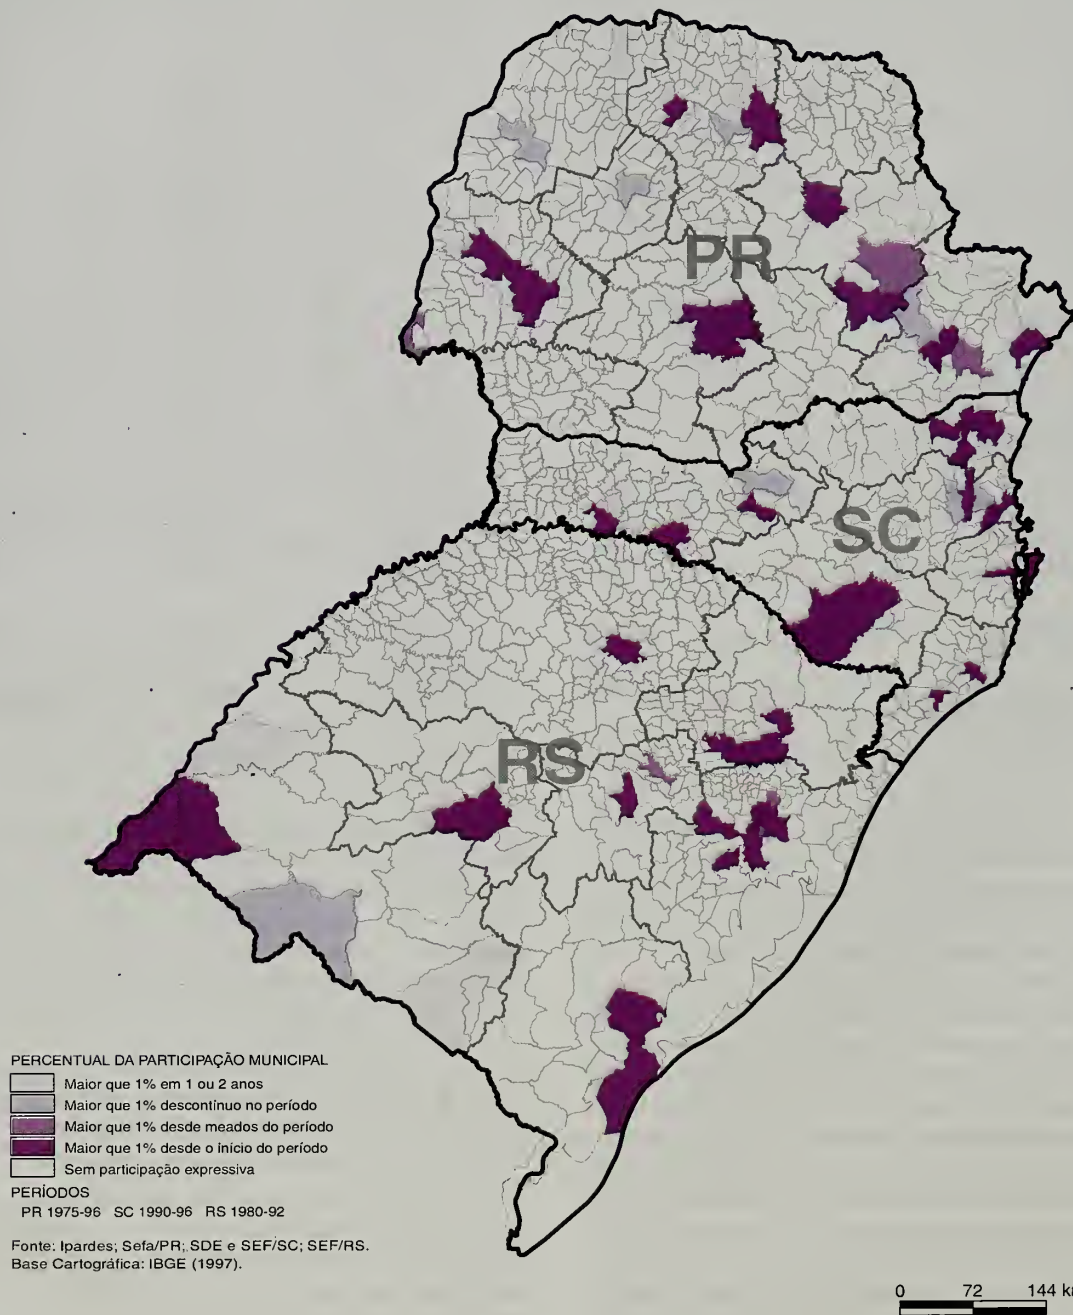 PR
SC
RS
PERCENTUAL DA PARTICIPAÇÃO MUNICIPAL
Maior que 1% em 1 ou 2 anos
Maior que 1% descontínuo no período
Maior que 1% desde meados do período
Maior que 1% desde o início do período
Sem participação expressiva
PERÍODOS
PR 1975-96 SC 1990-96 RS 1980-92
Fonte: Ipardes; Sefa/PR; SDE e SEF/SC; SEF/RS.
Base Cartográfica: IBGE (1997).
0 72 144 km